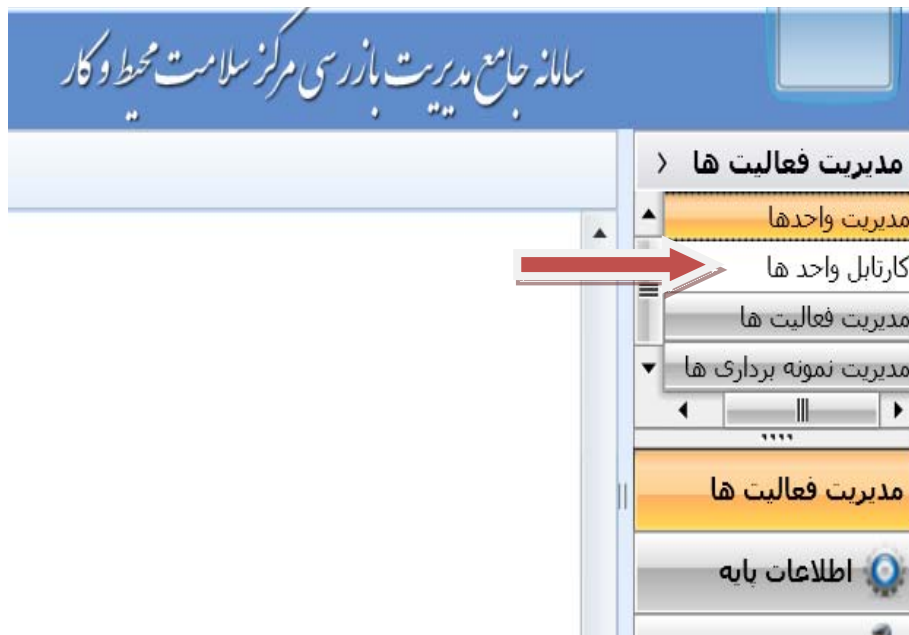 سامانه جامع مدیریت بازرسی مرکز سلامت محیط و کار
مدیریت فعالیت ها
مدیریت واحدها
کارتابل واحد ها
مدیریت فعالیت ها
مدیریت نمونه برداری ها
مدیریت فعالیت ها
اطلاعات پایه